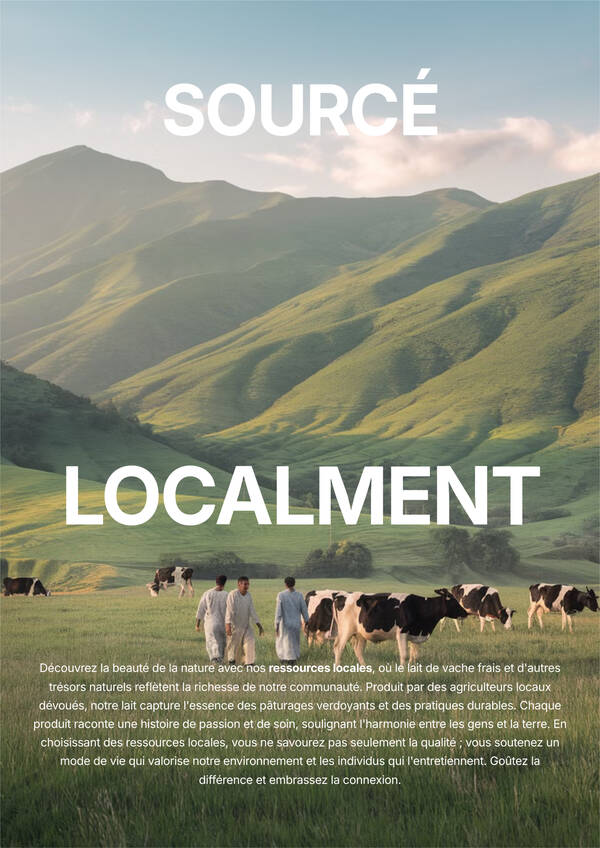 SOURCÉ
LOCALMENT
Découvrez la beauté de la nature avec nos ressources locales, où le lait de vache frais et d'autres
trésors naturels reflètent la richesse de notre communauté. Produit par des agriculteurs locaux
dévoués, notre lait capture l'essence des pâturages verdoyants et des pratiques durables. Chaque
produit raconte une histoire de passion et de soin, soulignant l'harmonie entre les gens et la terre. En
choisissant des ressources locales, vous ne savourez pas seulement la qualité ; vous soutenez un
mode de vie qui valorise notre environnement et les individus qui l'entretiennent. Goûtez la
différence et embrassez la connexion.